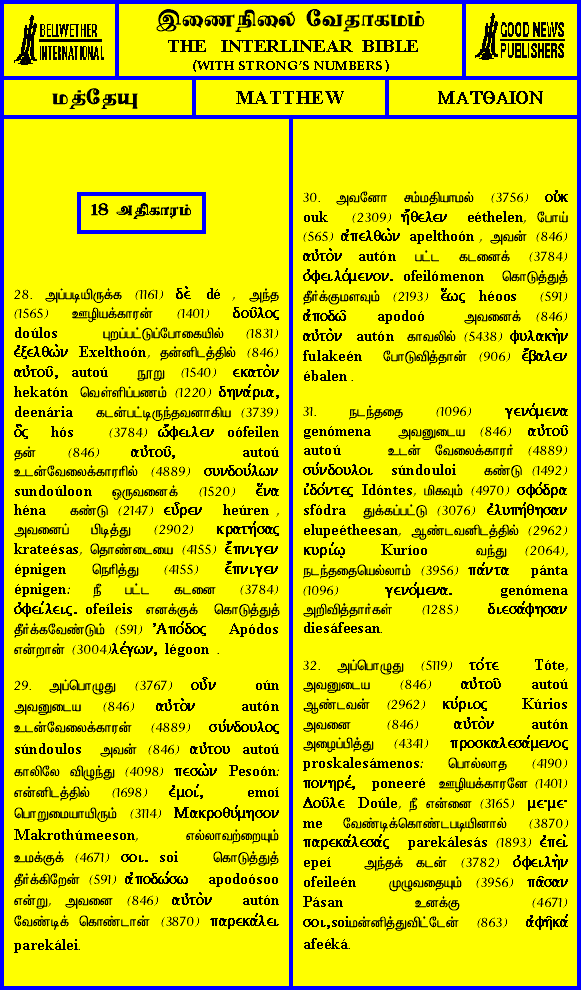 BELLWETHER
INTERNATIONAL
இணைநிலை வேதாகமம்
THE INTERLINEAR BIBLE
(WITH STRONG'S NUMBERS)
GOOD NEWS
PUBLISHERS
மத்தேயு
MATTHEW
ΜΑΤΘΑΙΟΝ
18 அதிகாரம்
28. அப்படியிருக்க (1161) δὲ dé , அந்த
(1565) ஊழியக்காரன் (1401) δοῦλος
doúlos புறப்பட்டுப்போகையில் (1831)
ἐξελθὼν Exelthoón, தன்னிடத்தில் (846)
αὐτοῦ, autoú நூறு (1540) εκατὸν
hekatón வெள்ளிப்பணம் (1220) δηνάρια,
deenária கடன்பட்டிருந்தவனாகிய (3739)
ὃς hós (3784) ὤφειλεν oófeilen
தன் (846) αὐτοῦ, autoú
உடன்வேலைக்காரரில் (4889) συνδούλων
sundoúloon ஒருவனைக் (1520) ἕνα
héna கண்டு (2147) εὗρεν heúren ,
அவனைப் பிடித்து (2902) κρατήσας
krateésas, தொண்டையை (4155) ἔπνιγεν
épnigen நெரித்து (4155) ἔπνιγεν
épnigen: நீ பட்ட கடனை (3784)
ὀφείλεις. ofeíleis எனக்குக் கொடுத்துத்
தீர்க்கவேண்டும் (591) Ἀπόδος Apódos
என்றான் (3004)λέγων, légoon .
29. அப்பொழுது (3767) οὖν oún
அவனுடைய (846) αὐτὸν autón
உடன்வேலைக்காரன் (4889) σύνδουλος
súndoulos அவன் (846) αὐτου autoú
காலிலே விழுந்து (4098) πεσὼν Pesoón:
என்னிடத்தில் (1698) ἐμοί, emoí
பொறுமையாயிரும் (3114) Μακροθύμησον
Makrothúmeeson, எல்லாவற்றையும்
உமக்குக் (4671) σοι. soi கொடுத்துத்
தீர்க்கிறேன் (591) ἀποδώσω apodoósoo
என்று, அவனை (846) αὐτὸν autón
வேண்டிக் கொண்டான் (3870) παρεκάλει
parekálei.
30. அவனோ சம்மதியாமல் (3756) οὐκ
ouk (2309) ἤθελεν eéthelen, போய்
(565) ἀπελθὼν apelthoón , அவன் (846)
αὐτὸν autón பட்ட கடனைக் (3784)
ὀφειλόμενον. ofeilómenon கொடுத்துத்
தீர்க்குமளவும் (2193) ἕως héoos (591)
ἀποδῶ apodoó அவனைக் (846)
αὐτὸν autón காவலில் (5438) φυλακὴν
fulakeén போடுவித்தான் (906) ἔβαλεν
ébalen .
31. நடந்ததை (1096) γενόμενα
genómena அவனுடைய (846) αὐτοῦ
autoú உடன் வேலைக்காரர் (4889)
σύνδουλοι súndouloi கண்டு (1492)
ἰδόντες Idóntes, மிகவும் (4970) σφόδρα
sfódra துக்கப்பட்டு (3076) ἐλυπήθησαν
elupeétheesan, ஆண்டவனிடத்தில் (2962)
κυρίῳ Kuríoo வந்து (2064),
நடந்ததையெல்லாம் (3956) πάντα pánta
(1096) γενόμενα. genómena
அறிவித்தார்கள் (1285) διεσάφησαν
diesáfeesan.
32. அப்பொழுது (5119) τότε Tóte,
அவனுடைய (846) αὐτοῦ autoú
ஆண்டவன் (2962) κύριος Kúrios
அவனை (846) αὐτὸν autón
அழைப்பித்து (4341) προσκαλεσάμενος
proskalesámenos: பொல்லாத (4190)
πονηρέ, poneeré ஊழியக்காரனே (1401)
Δοῦλε Doúle, நீ என்னை (3165) με-με-
me வேண்டிக்கொண்டபடியினால் (3870)
παρεκάλεσάς parekálesás (1893) ἐπεὶ
epeí அந்தக் கடன் (3782) ὀφειλὴν
ofeileén முழுவதையும் (3956) πᾶσαν
Pásan உனக்கு (4671)
σοι,soiமன்னித்துவிட்டேன் (863) ἀφῆκά
afeéká.